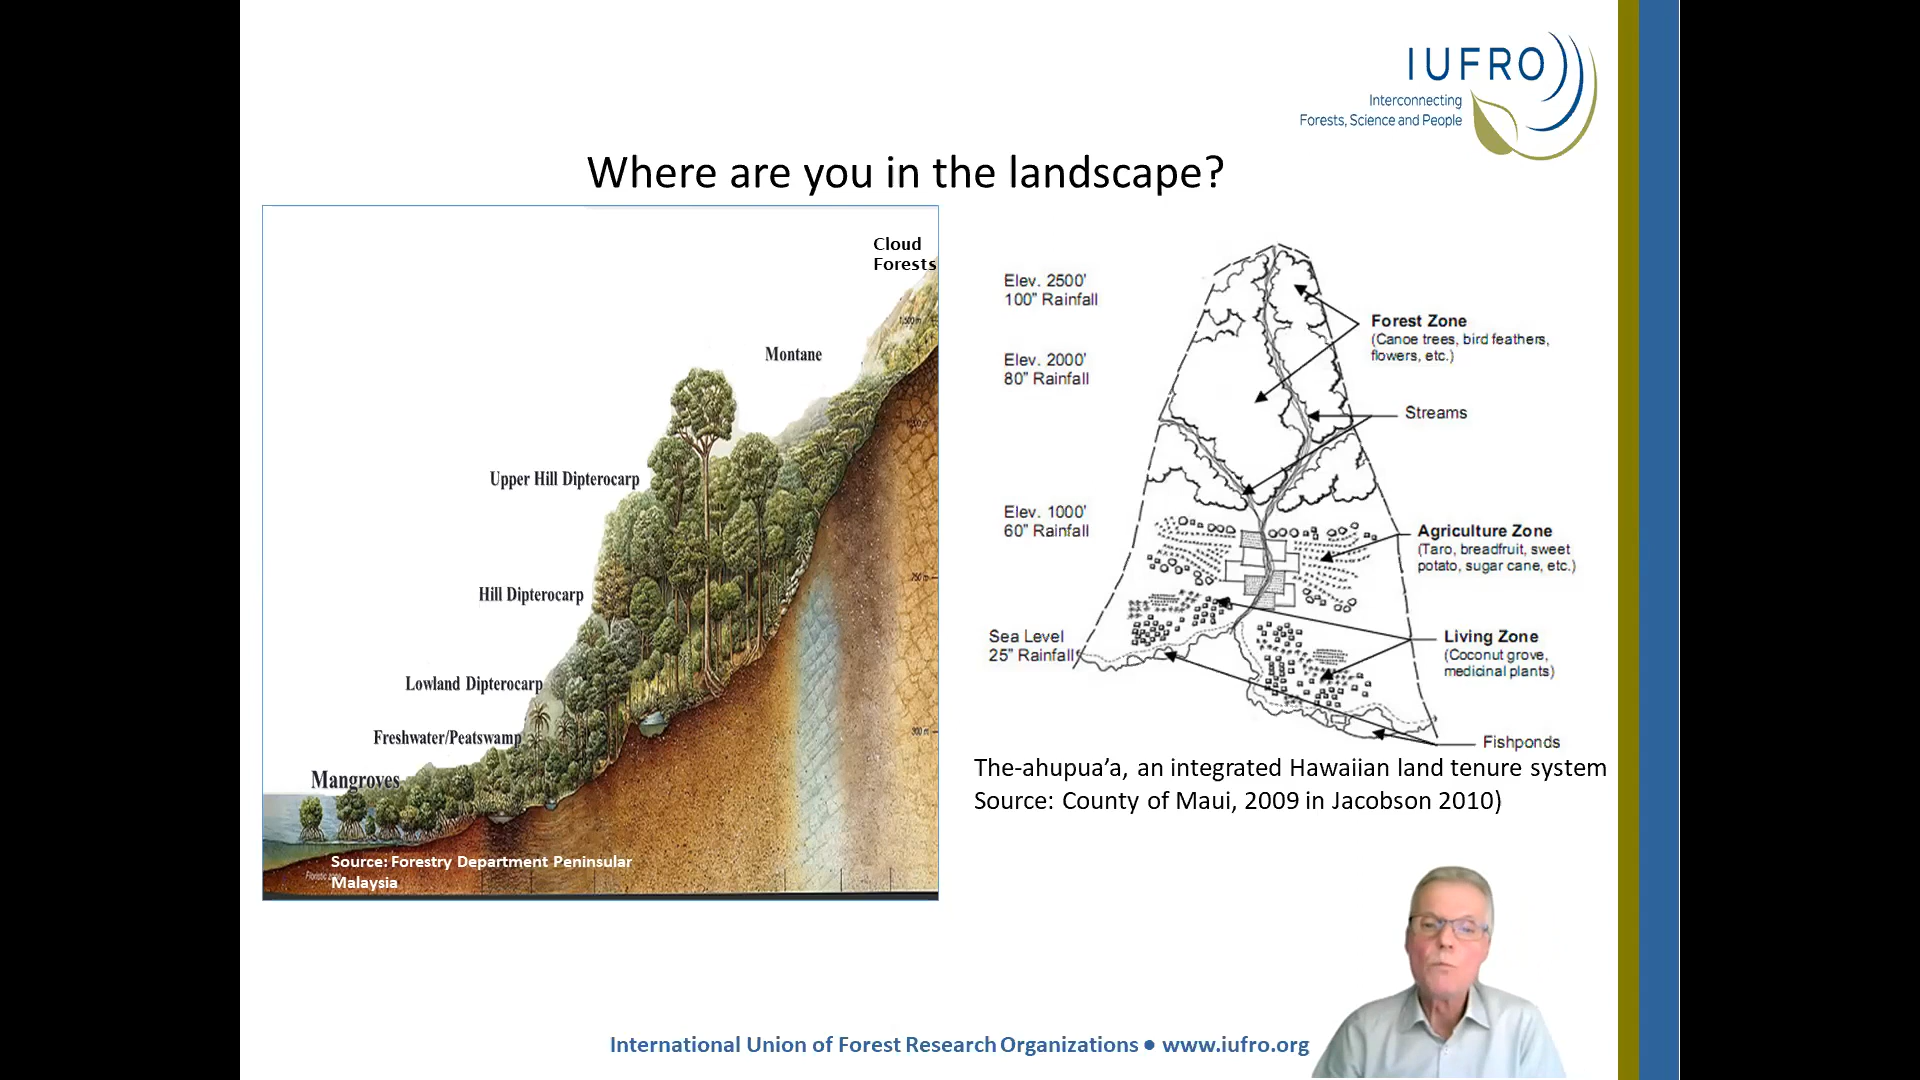 IUFRO
Interconnecting
Forests, Science and People
Where are you in the landscape?
Cloud
Forests
1,500 m
Montane
Upper Hill Dipterocarp
750 m
Hill Dipterocarp
Lowland Dipterocarp
300 m
Freshwater/Peatswamp
Mangroves
Source: Forestry Department Peninsular
Malaysia
Elev. 2500'
100" Rainfall
Forest Zone
(Canoe trees, bird feathers,
flowers, etc.)
Elev. 2000'
80" Rainfall
Streams
Elev. 1000'
60" Rainfall
Agriculture Zone
(Taro, breadfruit, sweet
potato, sugar cane, etc.)
Sea Level
25" Rainfall
Living Zone
(Coconut grove,
medicinal plants)
Fishponds
The-ahupua’a, an integrated Hawaiian land tenure system
Source: County of Maui, 2009 in Jacobson 2010)
International Union of Forest Research Organizations ● www.iufro.org